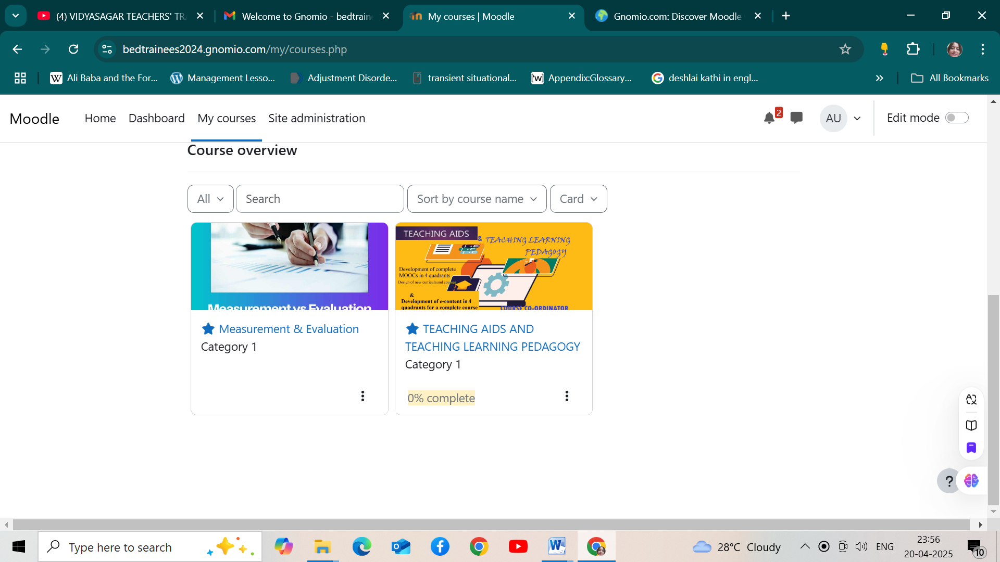 (4) VIDYASAGAR TEACHERS' TR
Welcome to Gnomio - bedtrain
My courses | Moodle
Gnomio.com: Discover Moodle
bedtrainees2024.gnomio.com/my/courses.php
Ali Baba and the For...
Management Lesso...
Adjustment Disorde...
transient situational...
Appendix:Glossary...
deshlai kathi in engl...
All Bookmarks
Moodle
Home
Dashboard
My courses
Site administration
2
AU
Edit mode
Course overview
All
Search
Sort by course name
Card
Measurement vs Evaluation
TEACHING AIDS
& TEACHING LEARNING
PEDAGOGY
Development of complete
MOOCs in 4 quadrants
Design of new curricula and courses
&
Development of e-content in 4
quadrants for a complete course
COURSE CO-ORDINATOR
Measurement & Evaluation
Category 1
TEACHING AIDS AND
TEACHING LEARNING PEDAGOGY
Category 1
0% complete
?
Type here to search
28°C Cloudy
ENG
23:56
20-04-2025
10